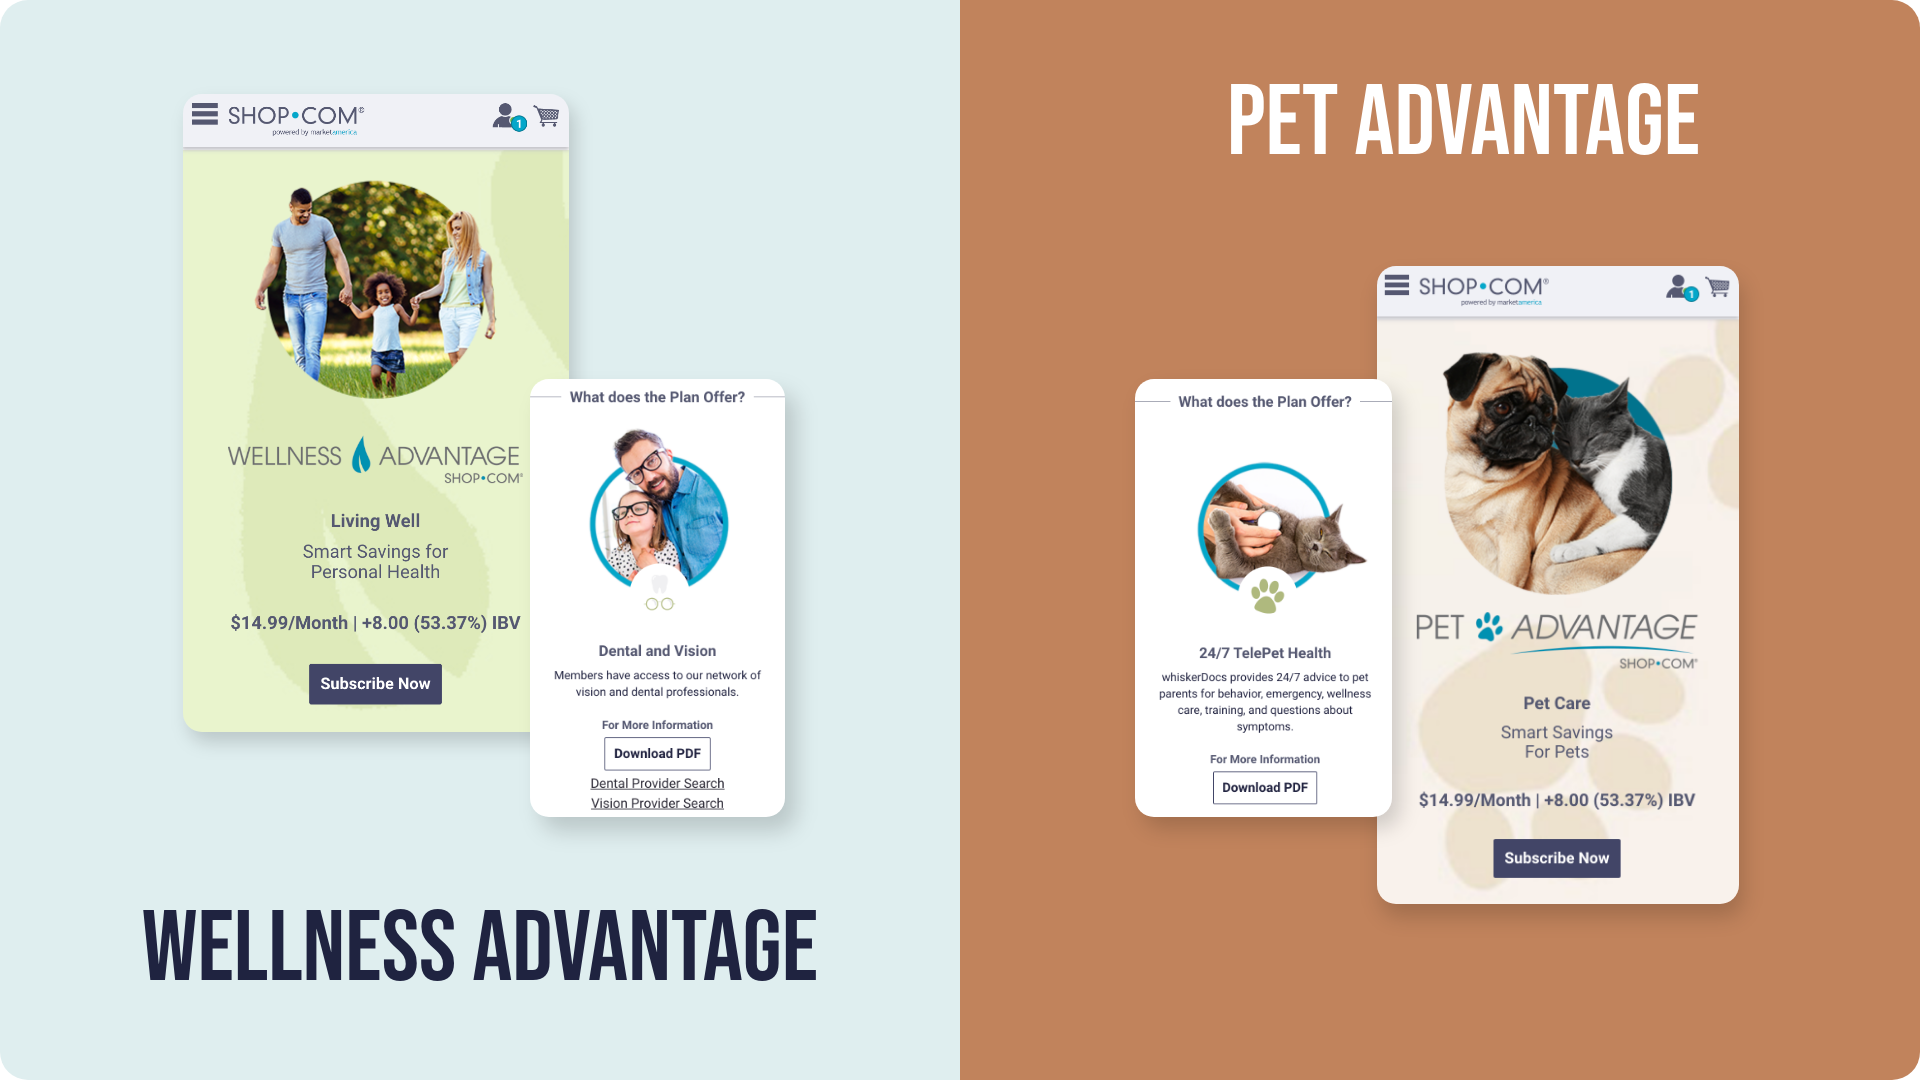 SHOP•COM®
powered by marketamerica
1
WELLNESS ADVANTAGE
SHOP•COM®
Living Well
Smart Savings for
Personal Health
$14.99/Month | +8.00 (53.37%) IBV
Subscribe Now
What does the Plan Offer?
Dental and Vision
Members have access to our network of
vision and dental professionals.
For More Information
Download PDF
Dental Provider Search
Vision Provider Search
WELLNESS ADVANTAGE
PET ADVANTAGE
What does the Plan Offer?
24/7 TelePet Health
whiskerDocs provides 24/7 advice to pet
parents for behavior, emergency, wellness
care, training, and questions about
symptoms.
For More Information
Download PDF
SHOP•COM®
powered by marketamerica
1
PET ADVANTAGE
SHOP•COM®
Pet Care
Smart Savings
For Pets
$14.99/Month | +8.00 (53.37%) IBV
Subscribe Now